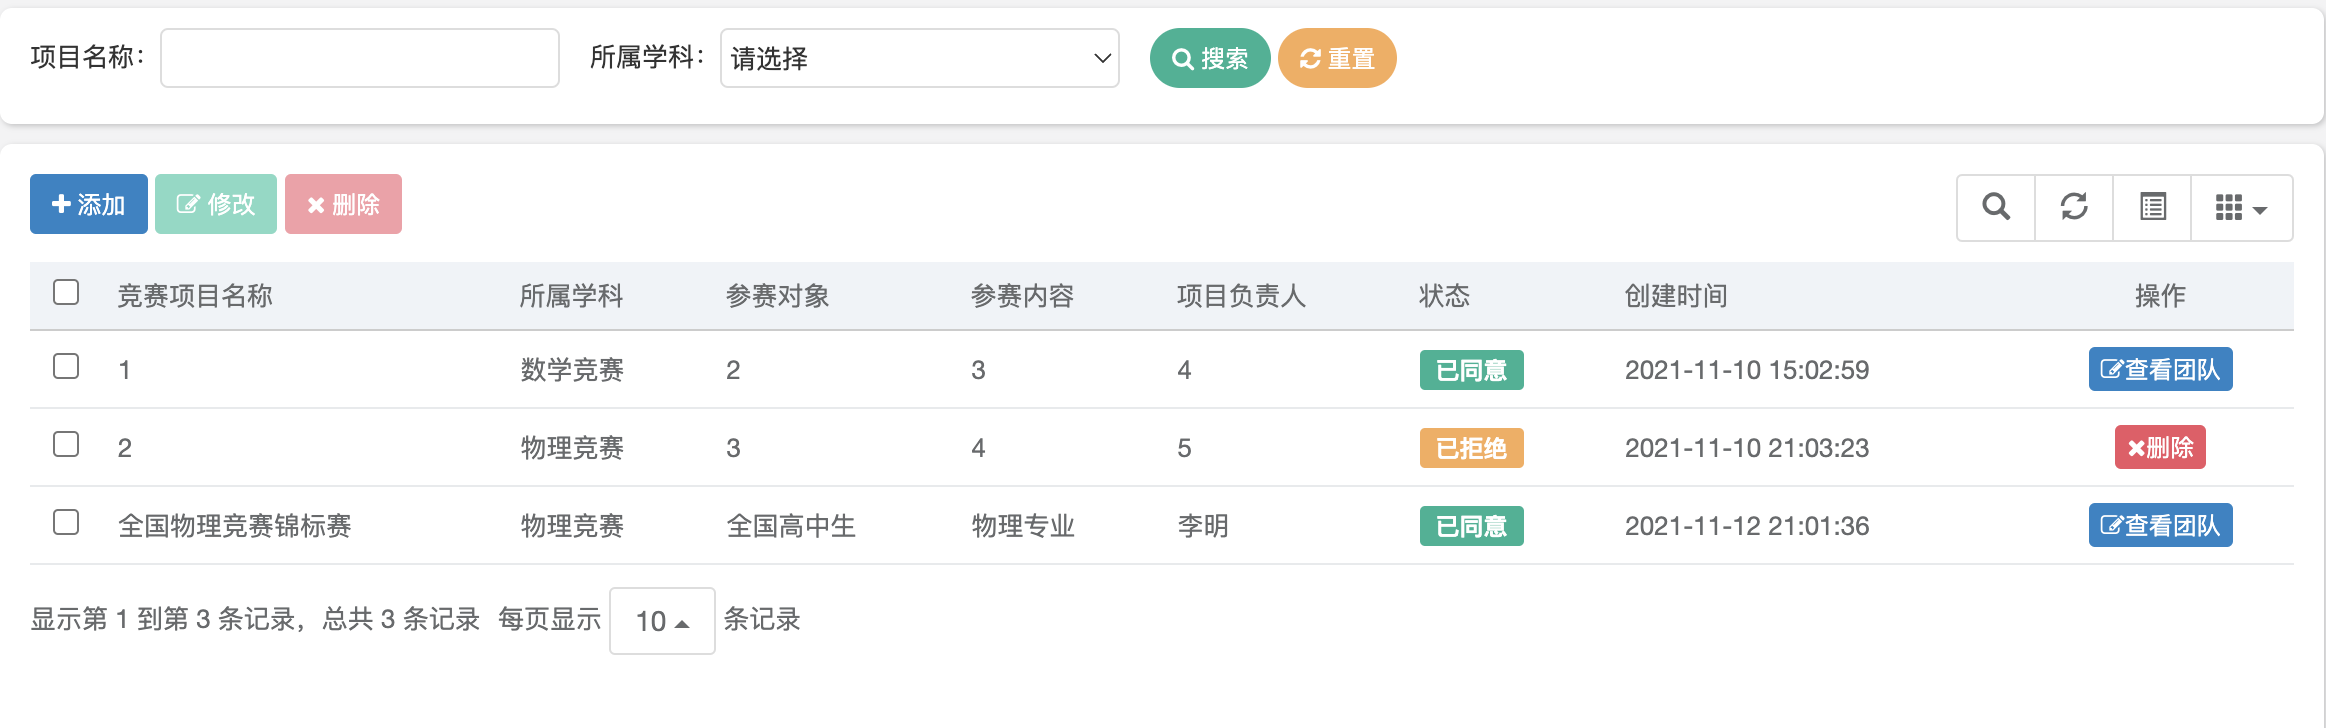 项目名称： 所属学科： 请选择 搜索 重置
添加 修改 删除
竞赛项目名称 所属学科 参赛对象 参赛内容 项目负责人 状态 创建时间 操作
1 数学竞赛 2 3 4 已同意 2021-11-10 15:02:59 查看团队
2 物理竞赛 3 4 5 已拒绝 2021-11-10 21:03:23 删除
全国物理竞赛锦标赛 物理竞赛 全国高中生 物理专业 李明 已同意 2021-11-12 21:01:36 查看团队
显示第 1 到第 3 条记录，总共 3 条记录 每页显示 10 条记录